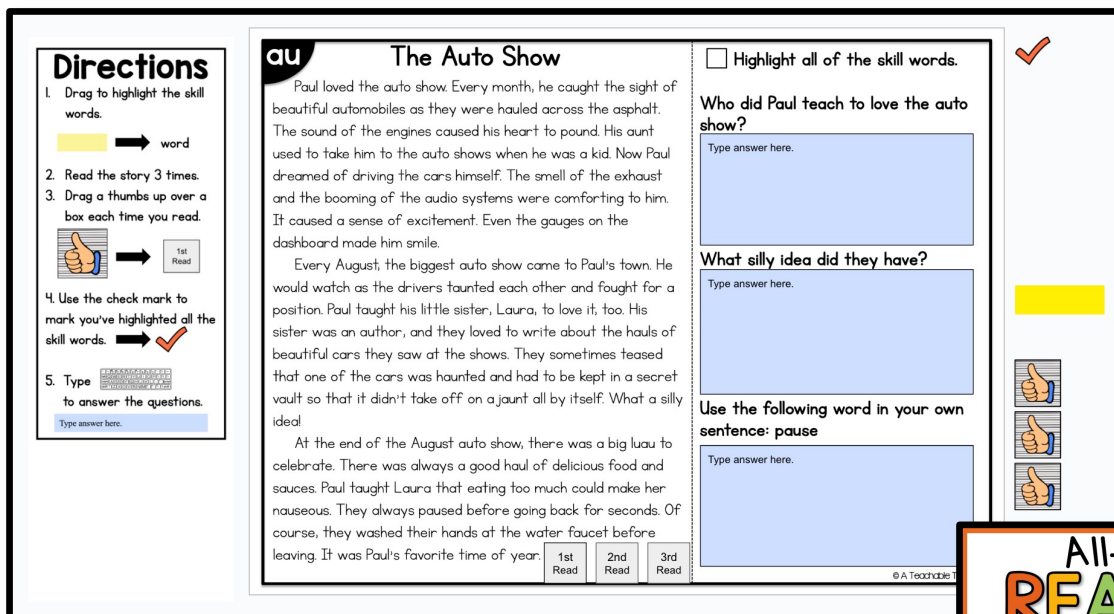 Directions
1. Drag to highlight the skill
words.
word
2. Read the story 3 times.
3. Drag a thumbs up over a
box each time you read.
1st
Read
4. Use the check mark to
mark you've highlighted all the
skill words.
5. Type
to answer the questions.
Type answer here.
au
The Auto Show
Paul loved the auto show. Every month, he caught the sight of
beautiful automobiles as they were hauled across the asphalt.
The sound of the engines caused his heart to pound. His aunt
used to take him to the auto shows when he was a kid. Now Paul
dreamed of driving the cars himself. The smell of the exhaust
and the booming of the audio systems were comforting to him.
It caused a sense of excitement. Even the gauges on the
dashboard made him smile.
Every August, the biggest auto show came to Paul's town. He
would watch as the drivers taunted each other and fought for a
position. Paul taught his little sister, Laura, to love it, too. His
sister was an author, and they loved to write about the hauls of
beautiful cars they saw at the shows. They sometimes teased
that one of the cars was haunted and had to be kept in a secret
vault so that it didn't take off on a jaunt all by itself. What a silly
idea!
At the end of the August auto show, there was a big luau to
celebrate. There was always a good haul of delicious food and
sauces. Paul taught Laura that eating too much could make her
nauseous. They always paused before going back for seconds. Of
course, they washed their hands at the water faucet before
leaving. It was Paul's favorite time of year.
1st
Read
2nd
Read
3rd
Read
Highlight all of the skill words.
Who did Paul teach to love the auto
show?
Type answer here.
What silly idea did they have?
Type answer here.
Use the following word in your own
sentence: pause
Type answer here.
© A Teachable T
All-
REA